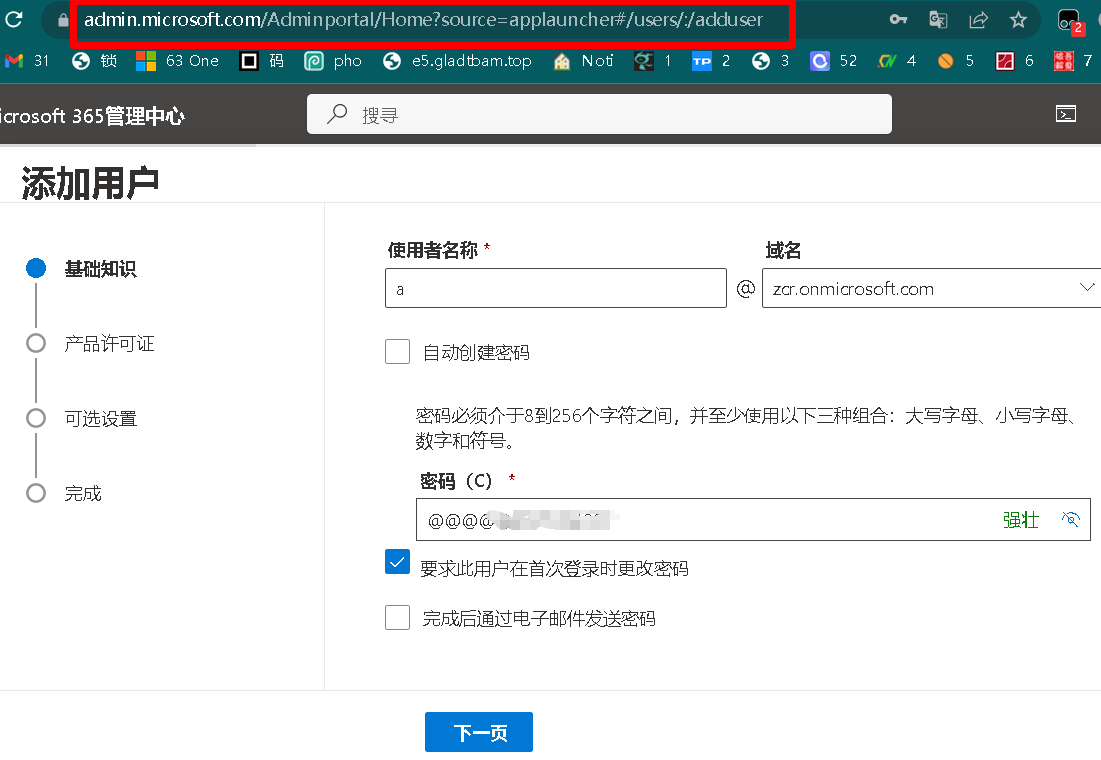 admin.microsoft.com/Adminportal/Home?source=applauncher#/users/:/adduser
2
31 锁 63 One 码 pho e5.gladtbam.top Noti 1 TP 2 3 52 4 5 6 7
icrosoft 365管理中心
搜寻
添加用户
基础知识
产品许可证
可选设置
完成
使用者名称 *
域名
a @ zcr.onmicrosoft.com
自动创建密码
密码必须介于8到256个字符之间，并至少使用以下三种组合：大写字母、小写字母、
数字和符号。
密码（C） *
@@@@ 强壮
要求此用户在首次登录时更改密码
完成后通过电子邮件发送密码
下一页